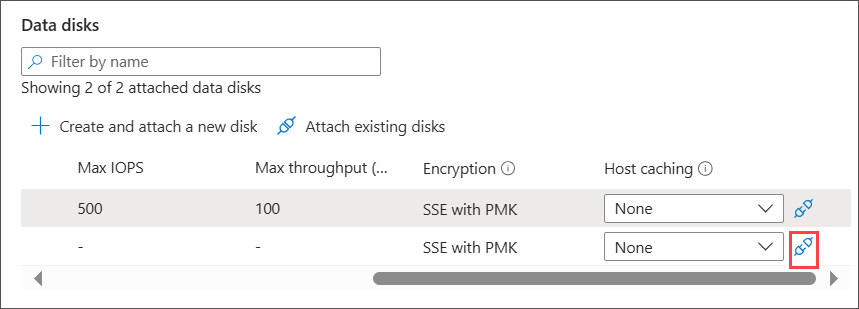 Data disks
Filter by name
Showing 2 of 2 attached data disks
Create and attach a new disk Attach existing disks
Max IOPS Max throughput (... Encryption Host caching
500 100 SSE with PMK None
- - SSE with PMK None